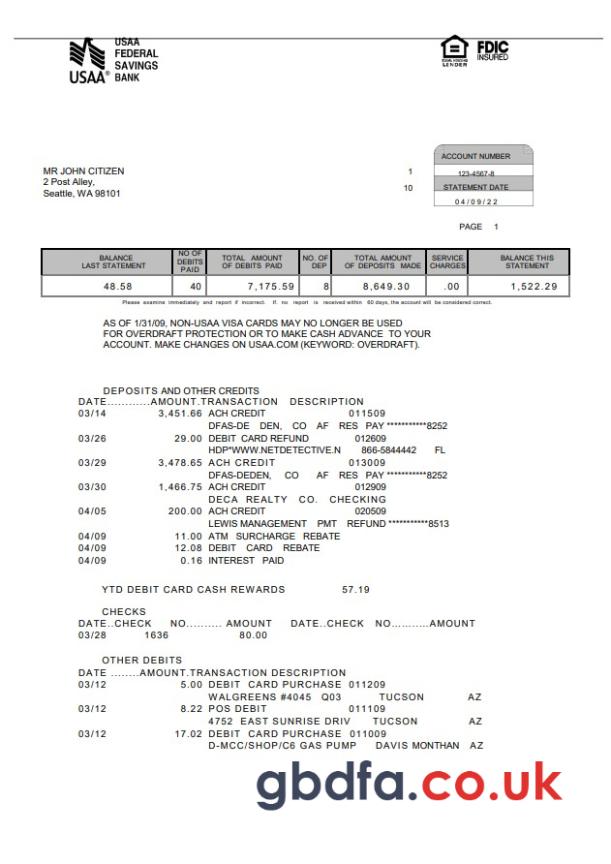 USAA
FEDERAL
SAVINGS
BANK
USAA®
EQUAL HOUSING
LENDER
FDIC
INSURED
ACCOUNT NUMBER
123-4567-8
STATEMENT DATE
04/09/22
MR JOHN CITIZEN 1
2 Post Alley,
Seattle, WA 98101 10
PAGE 1
BALANCE LAST STATEMENT NO OF DEBITS PAID TOTAL AMOUNT OF DEBITS PAID NO. OF DEP TOTAL AMOUNT OF DEPOSITS MADE SERVICE CHARGES BALANCE THIS STATEMENT
48.58 40 7,175.59 8 8,649.30 .00 1,522.29
Please examine immediately and report if incorrect. If. no report is received within 60 days, the account will be considered correct.
AS OF 1/31/09, NON-USAA VISA CARDS MAY NO LONGER BE USED
FOR OVERDRAFT PROTECTION OR TO MAKE CASH ADVANCE TO YOUR
ACCOUNT. MAKE CHANGES ON USAA.COM (KEYWORD: OVERDRAFT).
DEPOSITS AND OTHER CREDITS
DATE............AMOUNT.TRANSACTION DESCRIPTION
03/14 3,451.66 ACH CREDIT 011509
DFAS-DE DEN, CO AF RES PAY ***********8252
03/26 29.00 DEBIT CARD REFUND 012609
HDP*WWW.NETDETECTIVE.N 866-5844442 FL
03/29 3,478.65 ACH CREDIT 013009
DFAS-DEDEN, CO AF RES PAY ***********8252
03/30 1,466.75 ACH CREDIT 012909
DECA REALTY CO. CHECKING
04/05 200.00 ACH CREDIT 020509
LEWIS MANAGEMENT PMT REFUND ***********8513
04/09 11.00 ATM SURCHARGE REBATE
04/09 12.08 DEBIT CARD REBATE
04/09 0.16 INTEREST PAID
YTD DEBIT CARD CASH REWARDS 57.19
CHECKS
DATE..CHECK NO.......... AMOUNT DATE..CHECK NO...........AMOUNT
03/28 1636 80.00
OTHER DEBITS
DATE ........AMOUNT.TRANSACTION DESCRIPTION
03/12 5.00 DEBIT CARD PURCHASE 011209
WALGREENS #4045 Q03 TUCSON AZ
03/12 8.22 POS DEBIT 011109
4752 EAST SUNRISE DRIV TUCSON AZ
03/12 17.02 DEBIT CARD PURCHASE 011009
D-MCC/SHOP/C6 GAS PUMP DAVIS MONTHAN AZ
gbdfa.co.uk